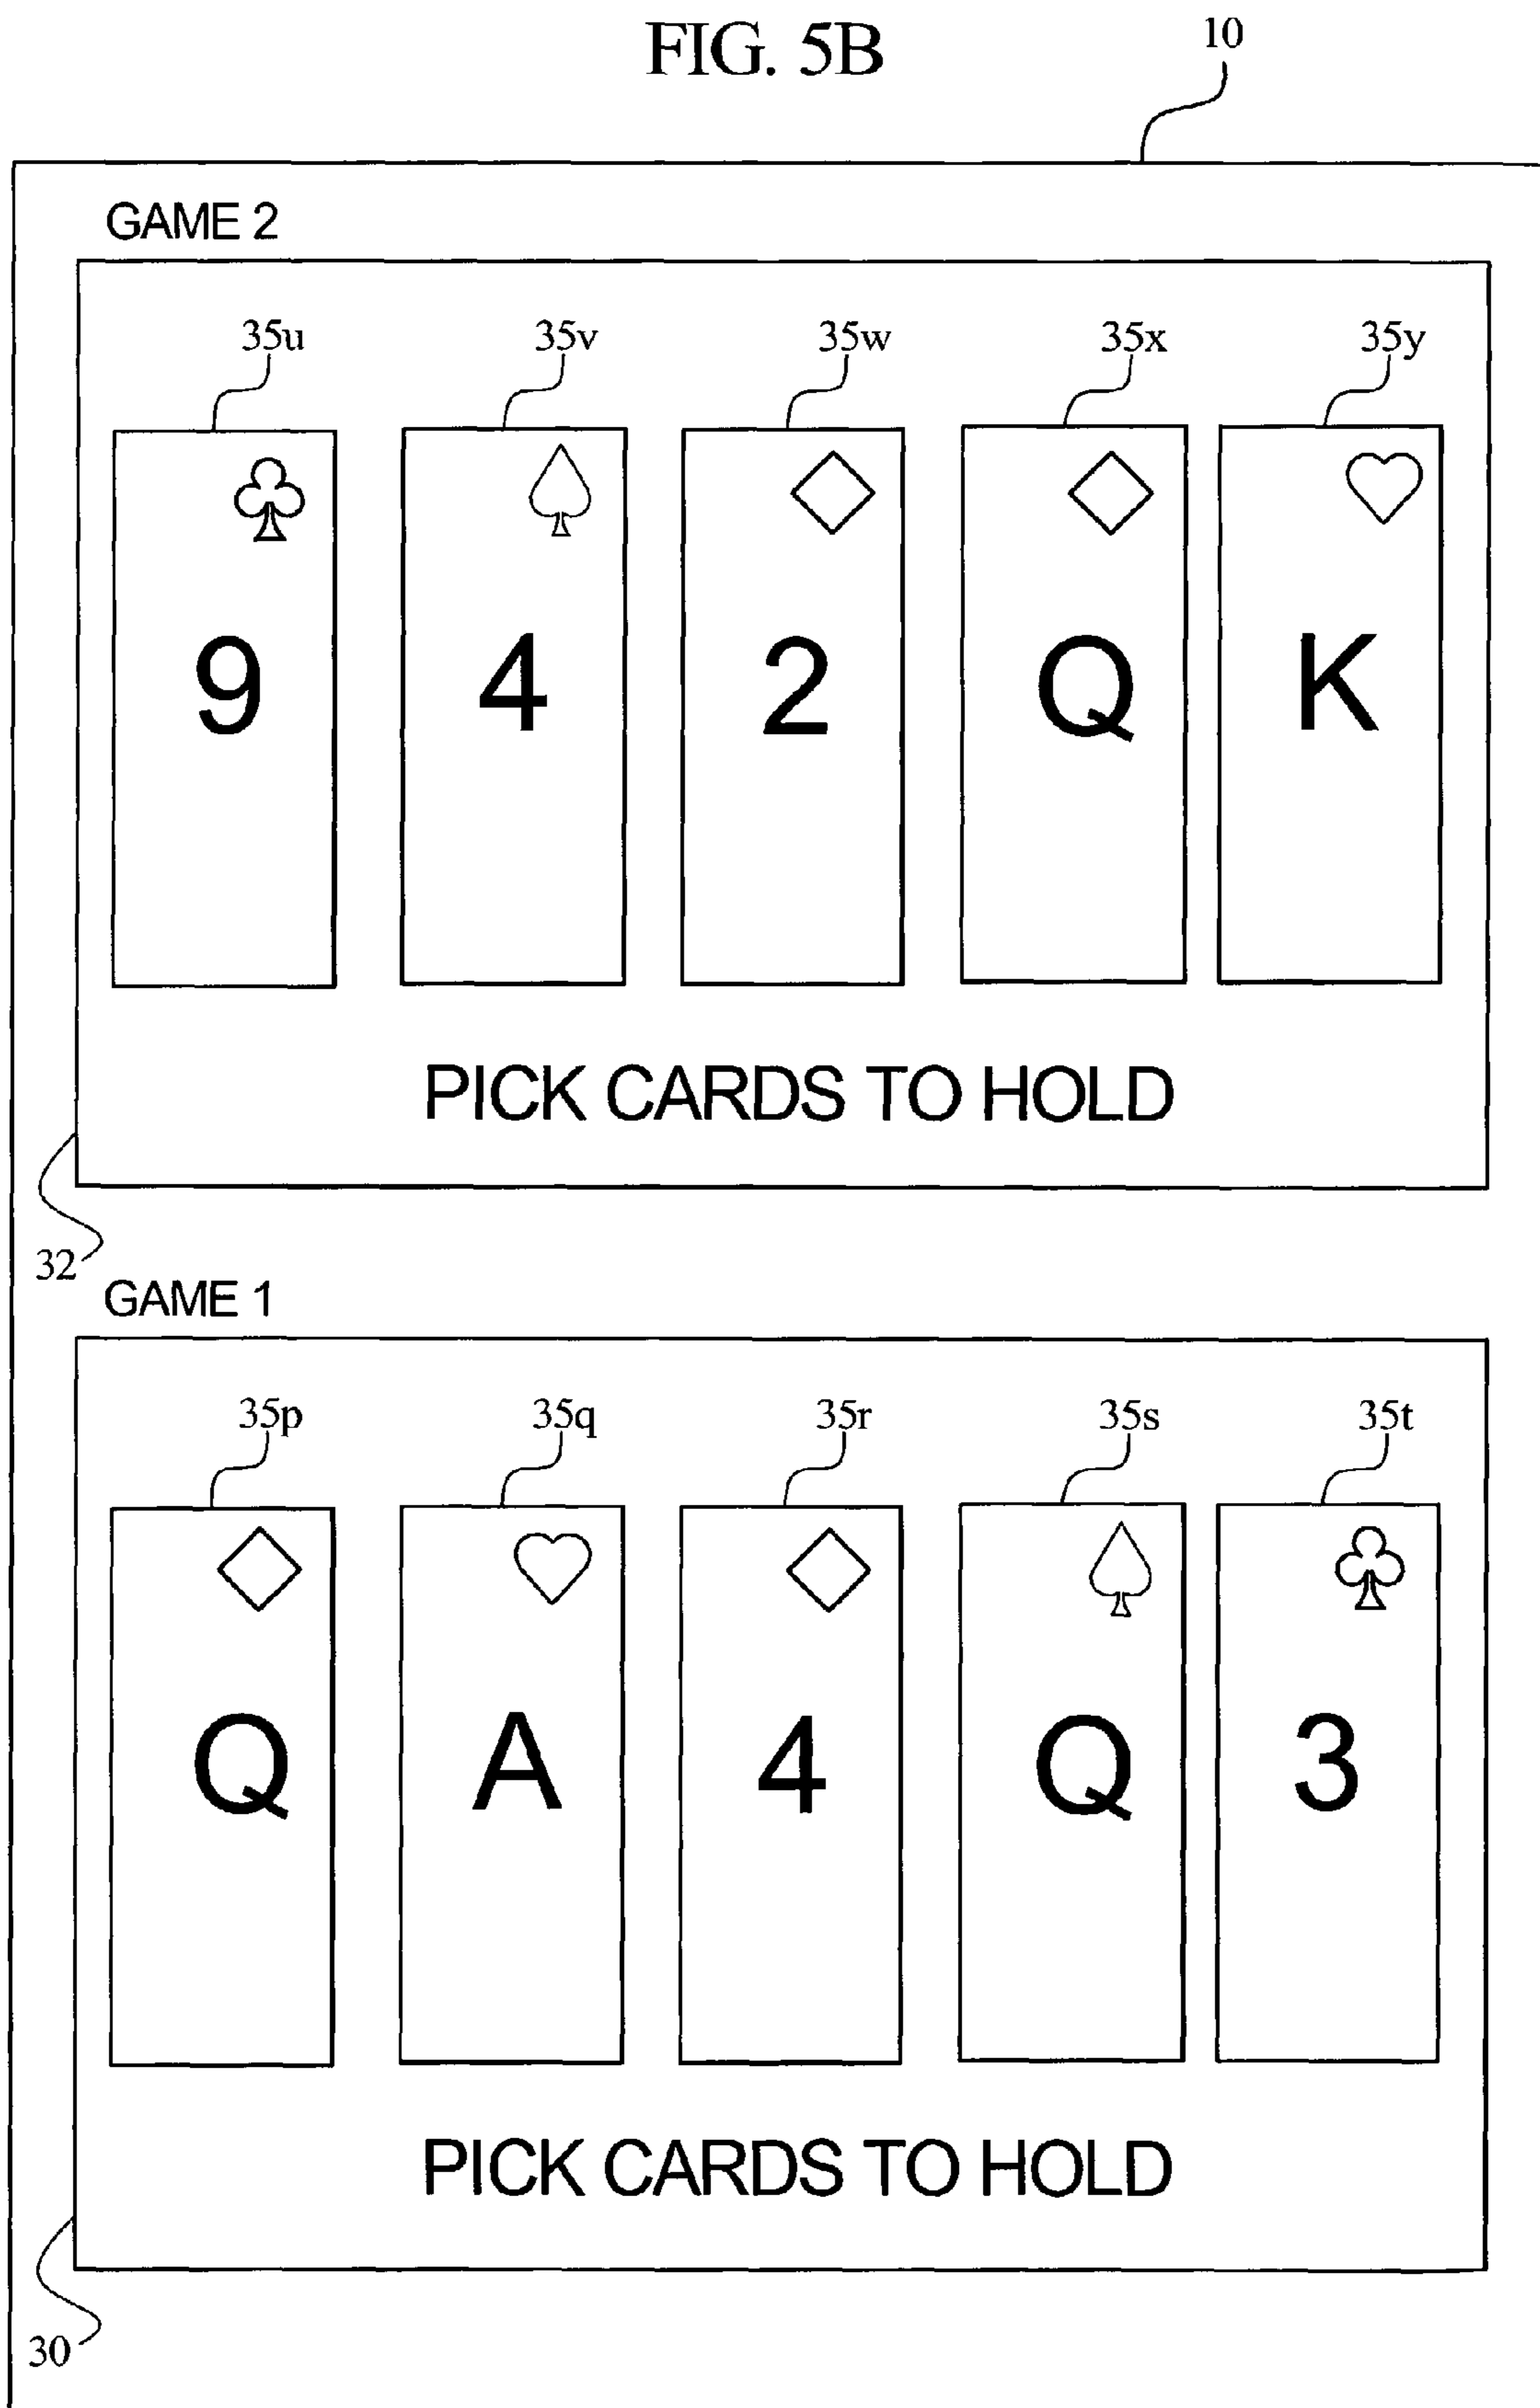 FIG. 5B
10
GAME 2
35u 35v 35w 35x 35y
9 4 2 Q K
PICK CARDS TO HOLD
32
GAME 1
35p 35q 35r 35s 35t
Q A 4 Q 3
PICK CARDS TO HOLD
30